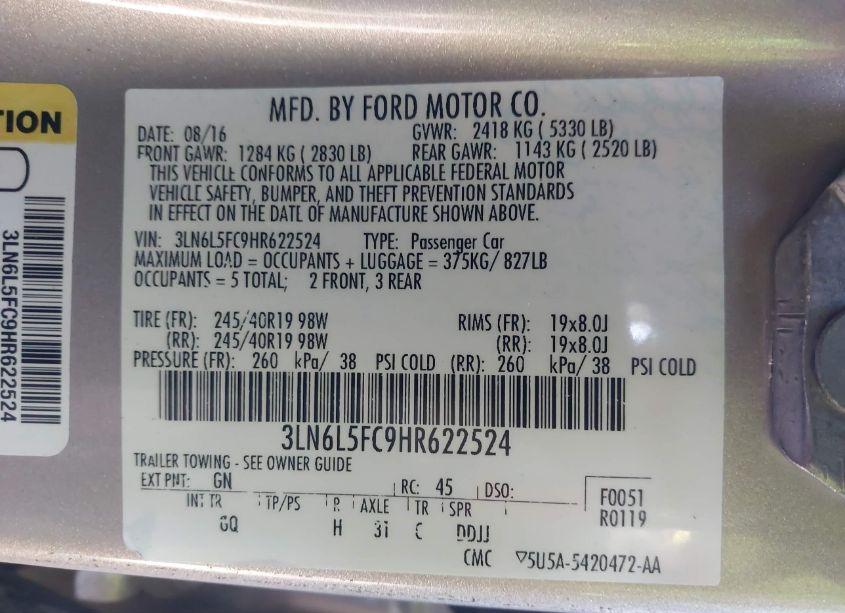 TION
3LN6L5FC9HR622524
MFD. BY FORD MOTOR CO.
DATE: 08/16 GVWR: 2418 KG ( 5330 LB)
FRONT GAWR: 1284 KG ( 2830 LB) REAR GAWR: 1143 KG ( 2520 LB)
THIS VEHICLE CONFORMS TO ALL APPLICABLE FEDERAL MOTOR
VEHICLE SAFETY, BUMPER, AND THEFT PREVENTION STANDARDS
IN EFFECT ON THE DATE OF MANUFACTURE SHOWN ABOVE.
VIN: 3LN6L5FC9HR622524 TYPE: Passenger Car
MAXIMUM LOAD = OCCUPANTS + LUGGAGE = 375KG/ 827LB
OCCUPANTS = 5 TOTAL; 2 FRONT, 3 REAR
TIRE (FR): 245/40R19 98W RIMS (FR): 19x8.0J
(RR): 245/40R19 98W (RR): 19x8.0J
PRESSURE (FR): 260 kPa/ 38 PSI COLD (RR): 260 kPa/ 38 PSI COLD
3LN6L5FC9HR622524
TRAILER TOWING - SEE OWNER GUIDE
EXT PNT: GN RC: 45 DSO:
INT TR TP/PS R AXLE TR SPR
GQ H 31 C DDJJ
F0051
R0119
CMC ▽5U5A-5420472-AA